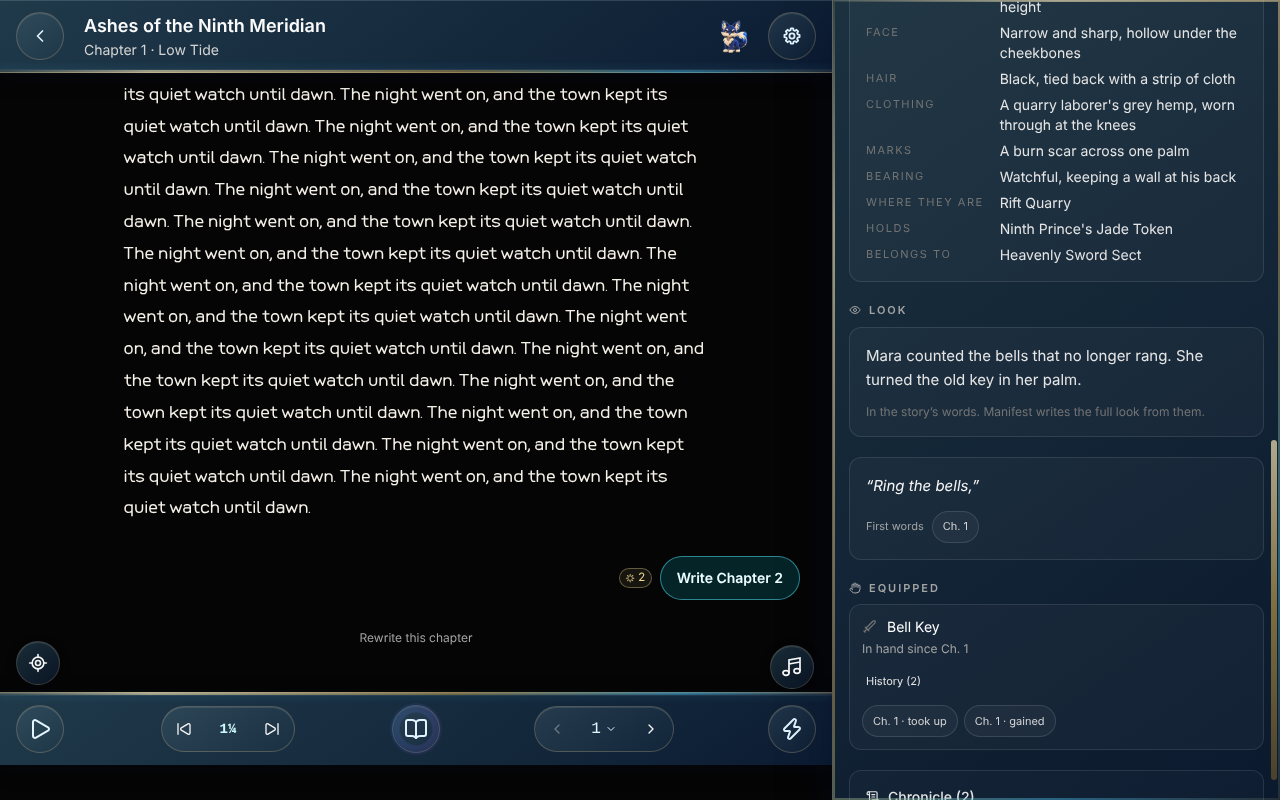 Ashes of the Ninth Meridian
Chapter 1 · Low Tide
its quiet watch until dawn. The night went on, and the town kept its
quiet watch until dawn. The night went on, and the town kept its quiet
watch until dawn. The night went on, and the town kept its quiet watch
until dawn. The night went on, and the town kept its quiet watch until
dawn. The night went on, and the town kept its quiet watch until dawn.
The night went on, and the town kept its quiet watch until dawn. The
night went on, and the town kept its quiet watch until dawn. The night
went on, and the town kept its quiet watch until dawn. The night went
on, and the town kept its quiet watch until dawn. The night went on, and
the town kept its quiet watch until dawn. The night went on, and the
town kept its quiet watch until dawn. The night went on, and the town
kept its quiet watch until dawn. The night went on, and the town kept
its quiet watch until dawn. The night went on, and the town kept its
quiet watch until dawn.
2
Write Chapter 2
Rewrite this chapter
1¼
1
height
FACE Narrow and sharp, hollow under the
cheekbones
HAIR Black, tied back with a strip of cloth
CLOTHING A quarry laborer's grey hemp, worn
through at the knees
MARKS A burn scar across one palm
BEARING Watchful, keeping a wall at his back
WHERE THEY ARE Rift Quarry
HOLDS Ninth Prince's Jade Token
BELONGS TO Heavenly Sword Sect
LOOK
Mara counted the bells that no longer rang. She
turned the old key in her palm.
In the story’s words. Manifest writes the full look from them.
“Ring the bells,”
First words Ch. 1
EQUIPPED
Bell Key
In hand since Ch. 1
History (2)
Ch. 1 · took up Ch. 1 · gained
Chronicle (2)